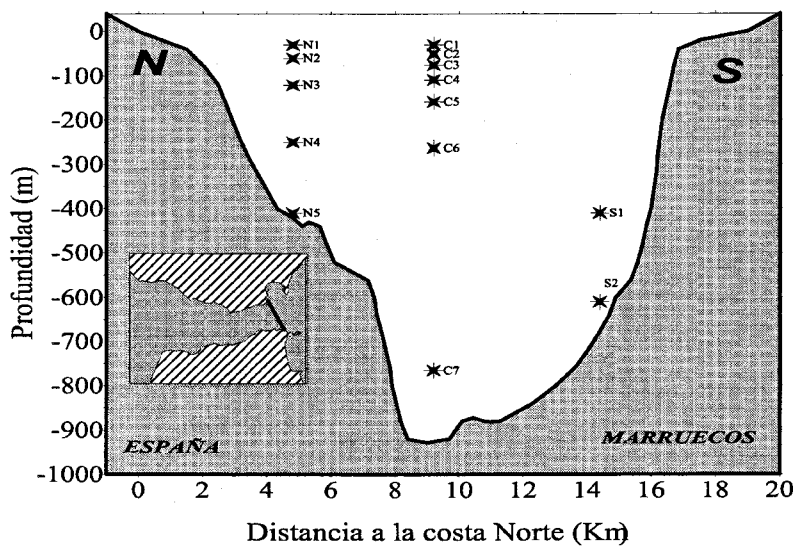 0
-100
-200
-300
-400
-500
-600
-700
-800
-900
-1000
Profundidad (m)
N
S
N1
N2
N3
N4
N5
C1
C2
C3
C4
C5
C6
C7
S1
S2
ESPAÑA
MARRUECOS
0 2 4 6 8 10 12 14 16 18 20
Distancia a la costa Norte (Km)